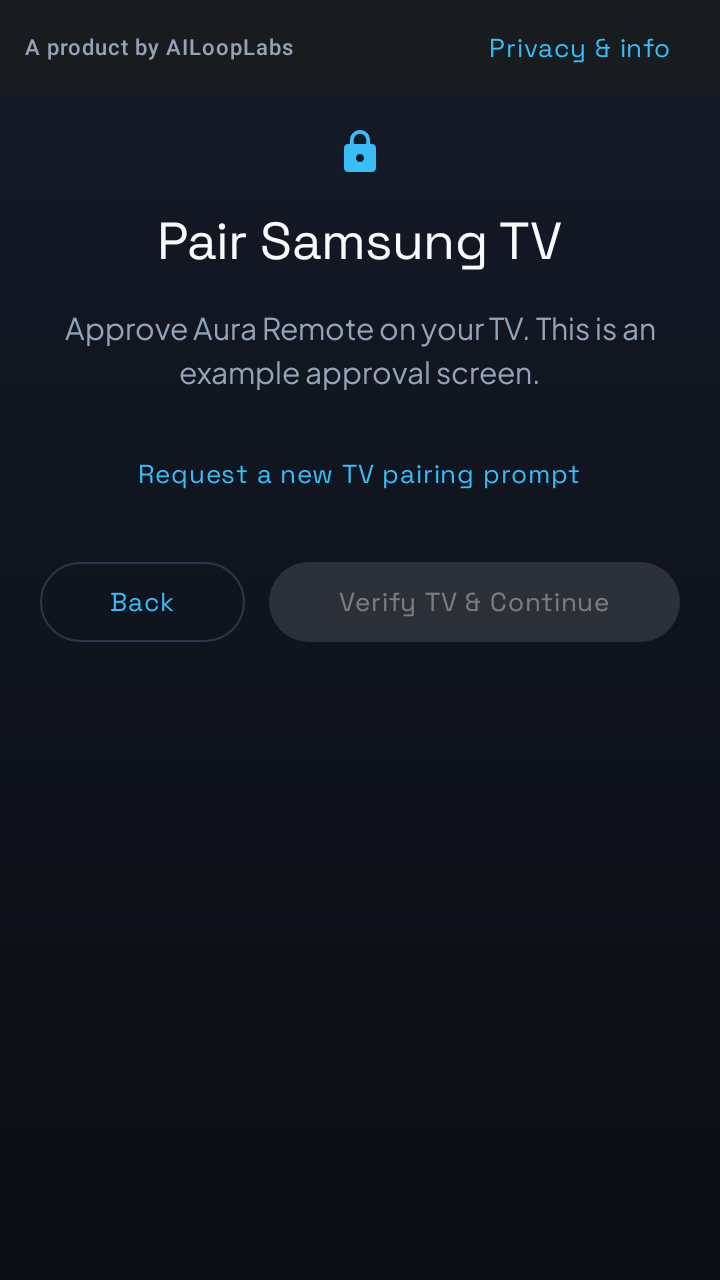 A product by AILoopLabs
Privacy & info
Pair Samsung TV
Approve Aura Remote on your TV. This is an
example approval screen.
Request a new TV pairing prompt
Back
Verify TV & Continue